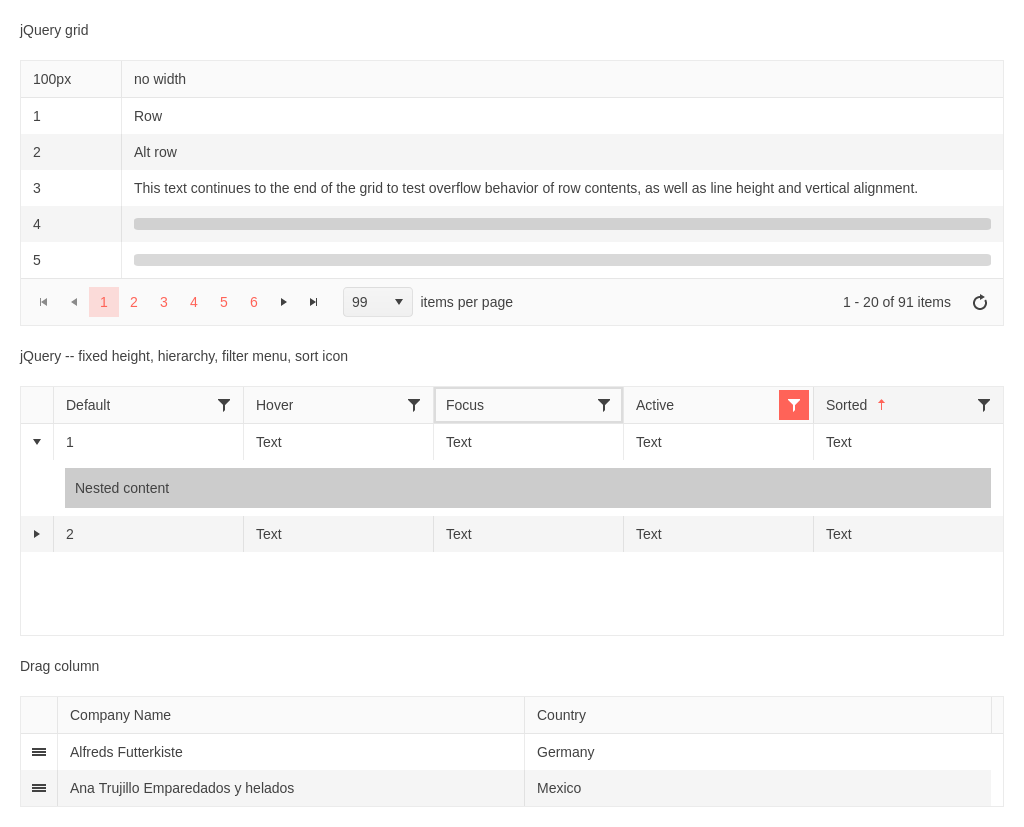 jQuery grid
100px no width
1 Row
2 Alt row
3 This text continues to the end of the grid to test overflow behavior of row contents, as well as line height and vertical alignment.
4
5
1 2 3 4 5 6 99 items per page 1 - 20 of 91 items
jQuery -- fixed height, hierarchy, filter menu, sort icon
Default Hover Focus Active Sorted
1 Text Text Text Text
Nested content
2 Text Text Text Text
Drag column
Company Name Country
Alfreds Futterkiste Germany
Ana Trujillo Emparedados y helados Mexico